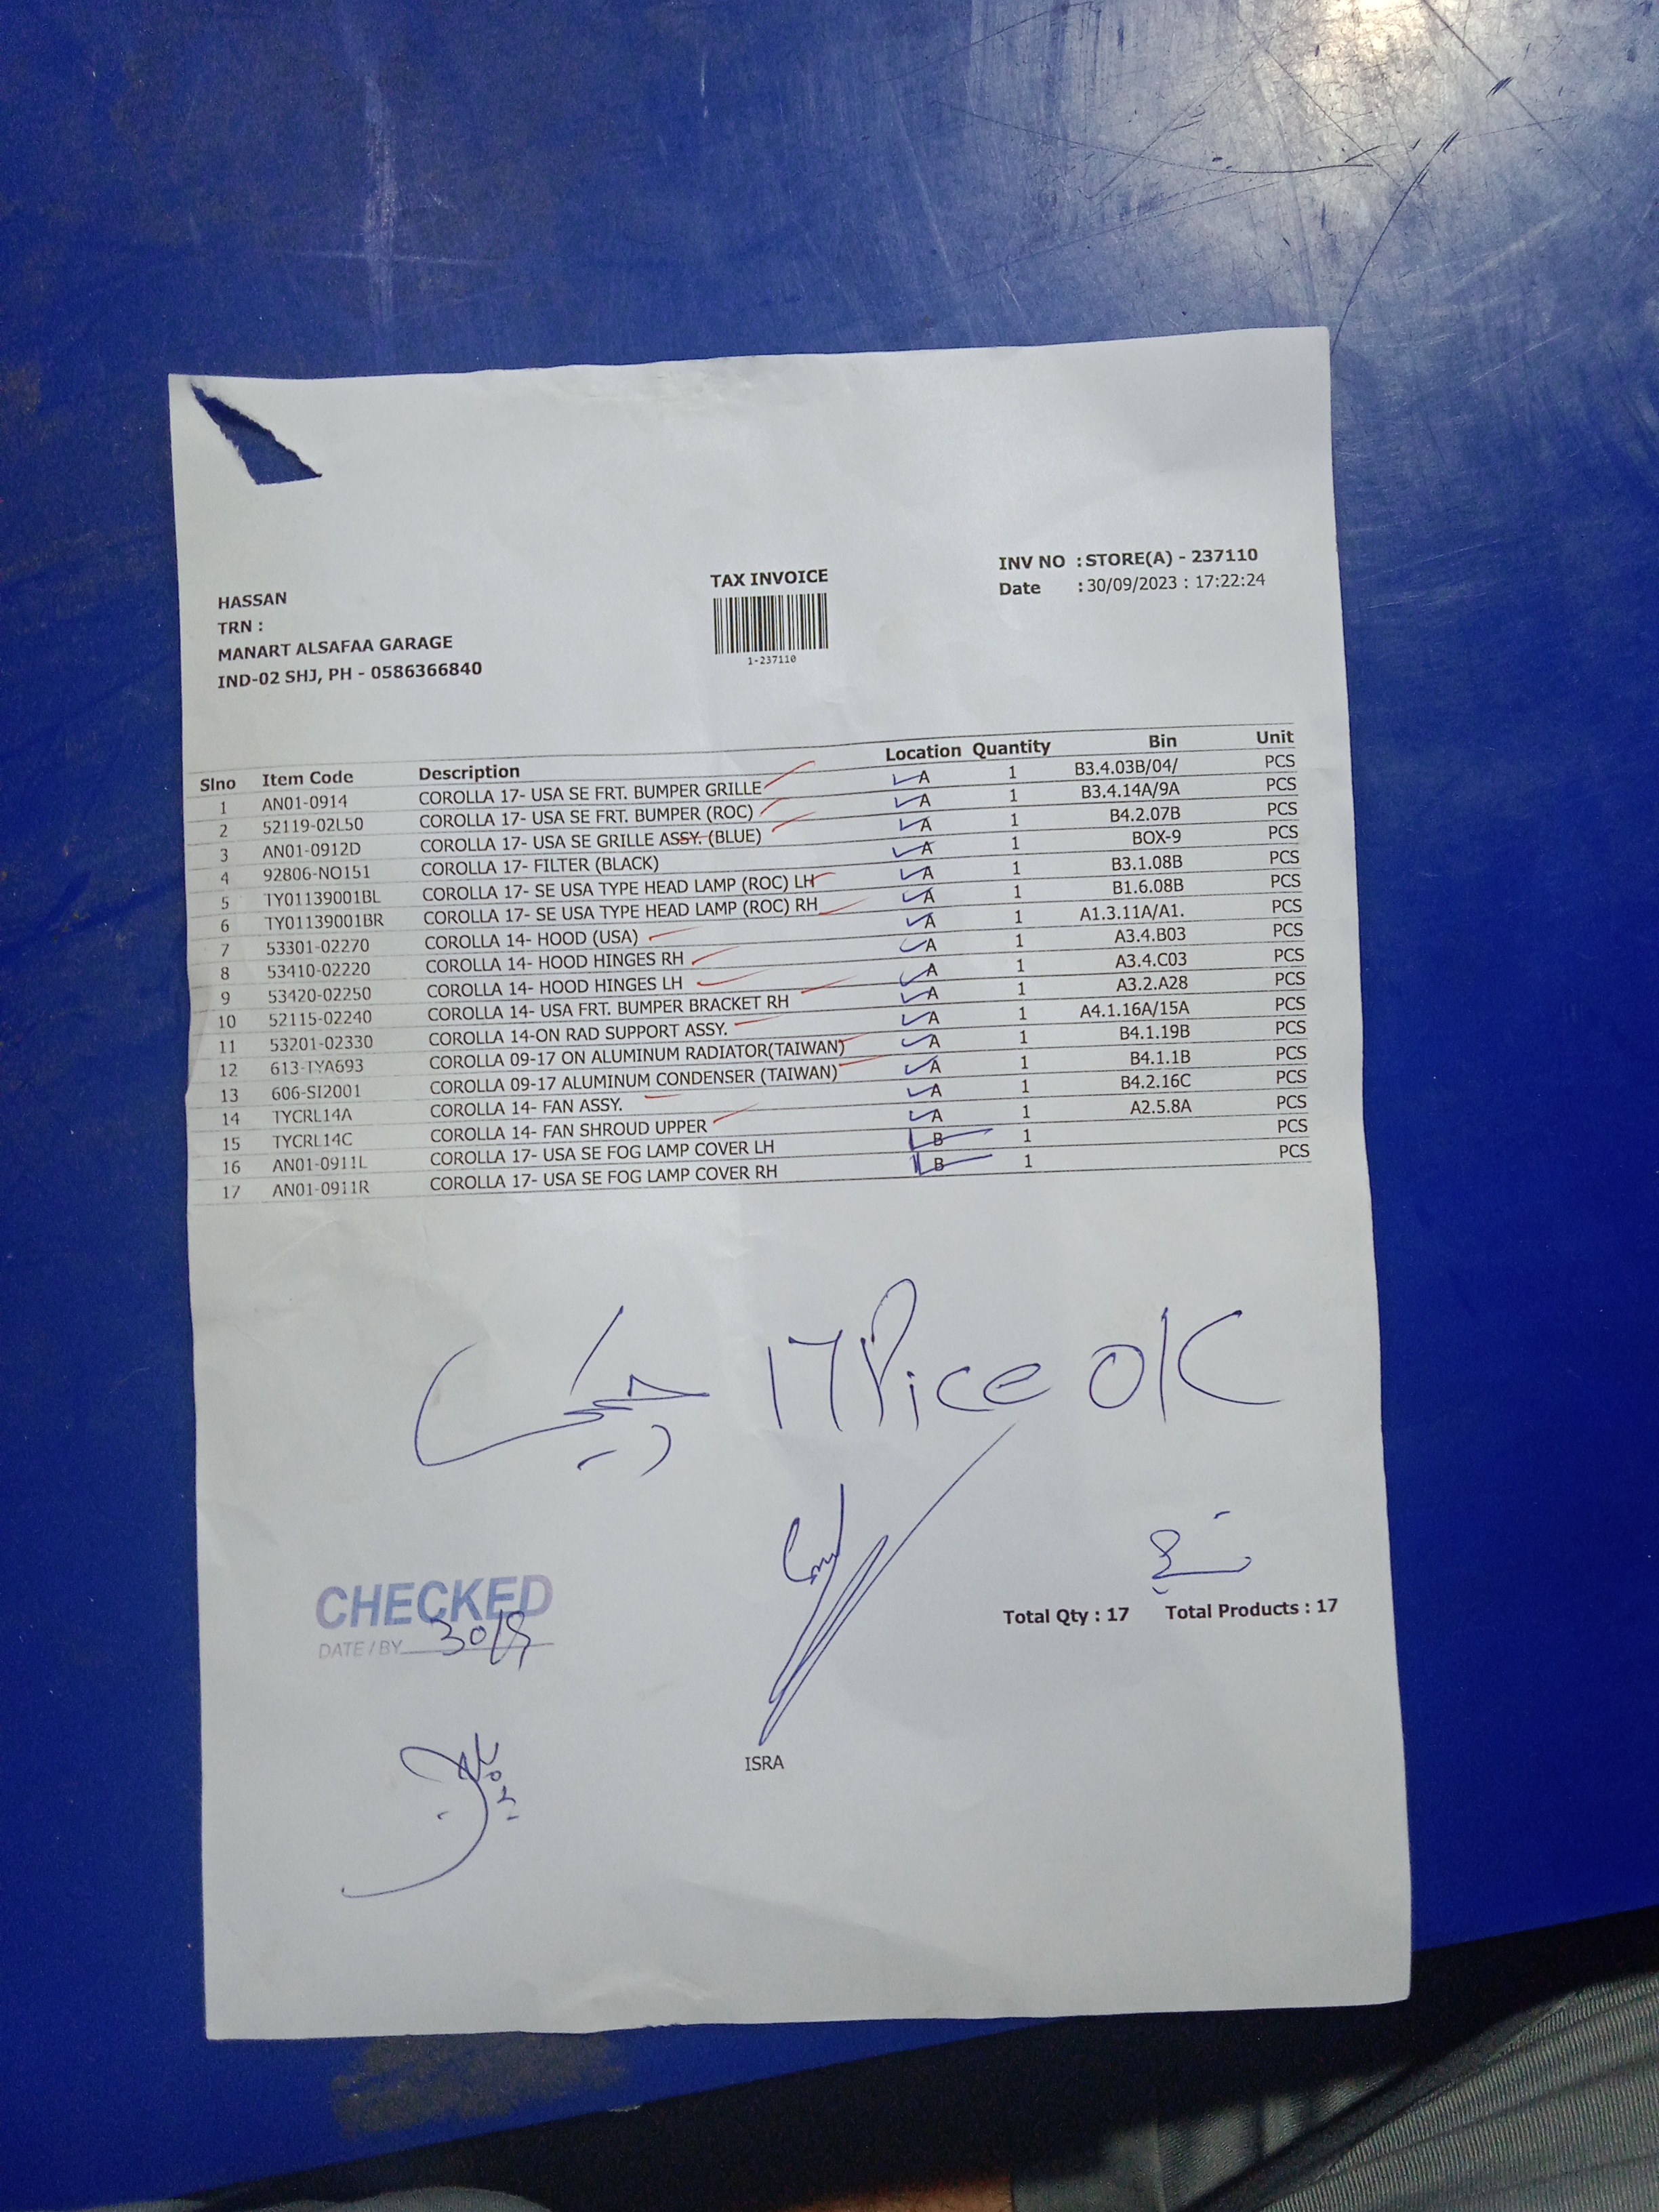 HASSAN
TRN :
MANART ALSAFAA GARAGE
IND-02 SHJ, PH - 0586366840
TAX INVOICE
1-237110
INV NO : STORE(A) - 237110
Date : 30/09/2023 : 17:22:24
Slno Item Code Description Location Quantity Bin Unit
1 AN01-0914 COROLLA 17- USA SE FRT. BUMPER GRILLE A 1 B3.4.03B/04/ PCS
2 52119-02L50 COROLLA 17- USA SE FRT. BUMPER (ROC) A 1 B3.4.14A/9A PCS
3 AN01-0912D COROLLA 17- USA SE GRILLE ASSY. (BLUE) A 1 B4.2.07B PCS
4 92806-NO151 COROLLA 17- FILTER (BLACK) A 1 BOX-9 PCS
5 TY01139001BL COROLLA 17- SE USA TYPE HEAD LAMP (ROC) LH A 1 B3.1.08B PCS
6 TY01139001BR COROLLA 17- SE USA TYPE HEAD LAMP (ROC) RH A 1 B1.6.08B PCS
7 53301-02270 COROLLA 14- HOOD (USA) A 1 A1.3.11A/A1. PCS
8 53410-02220 COROLLA 14- HOOD HINGES RH A 1 A3.4.B03 PCS
9 53420-02250 COROLLA 14- HOOD HINGES LH A 1 A3.4.C03 PCS
10 52115-02240 COROLLA 14- USA FRT. BUMPER BRACKET RH A 1 A3.2.A28 PCS
11 53201-02330 COROLLA 14-ON RAD SUPPORT ASSY. A 1 A4.1.16A/15A PCS
12 613-TYA693 COROLLA 09-17 ON ALUMINUM RADIATOR(TAIWAN) A 1 B4.1.19B PCS
13 606-SI2001 COROLLA 09-17 ALUMINUM CONDENSER (TAIWAN) A 1 B4.1.1B PCS
14 TYCRL14A COROLLA 14- FAN ASSY. A 1 B4.2.16C PCS
15 TYCRL14C COROLLA 14- FAN SHROUD UPPER A 1 A2.5.8A PCS
16 AN01-0911L COROLLA 17- USA SE FOG LAMP COVER LH B 1 PCS
17 AN01-0911R COROLLA 17- USA SE FOG LAMP COVER RH B 1 PCS
17 Pice OK
CHECKED
DATE / BY 30/9
Total Qty : 17 Total Products : 17
ISRA